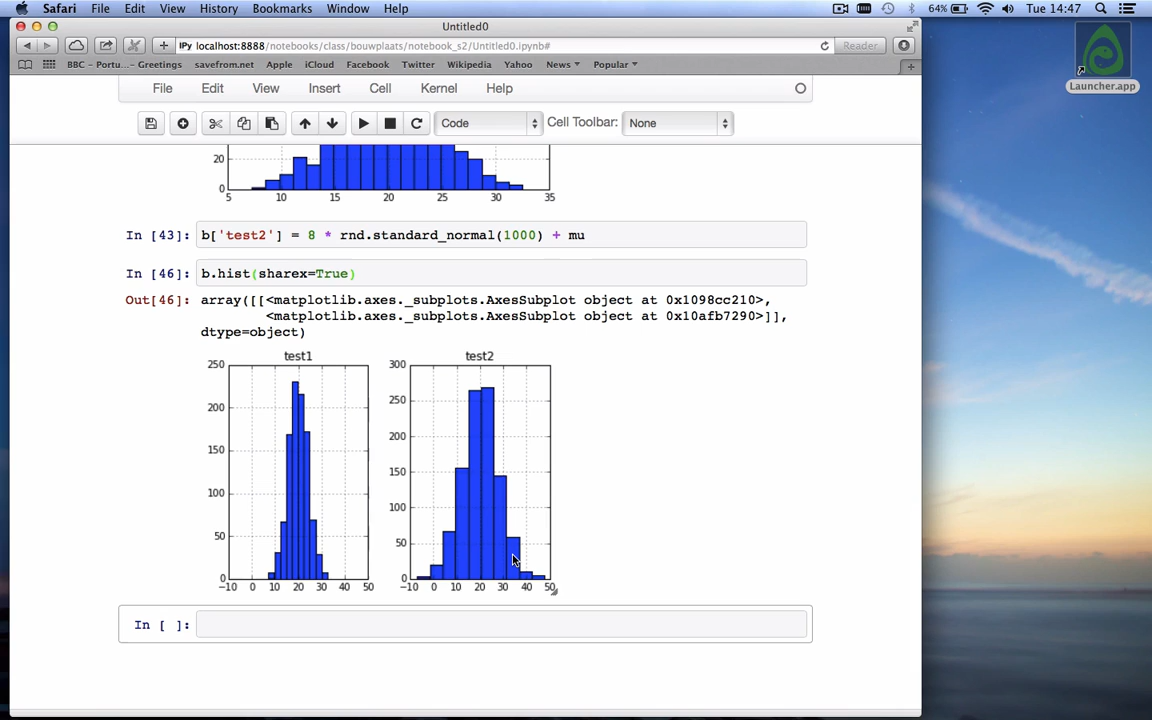 Safari File Edit View History Bookmarks Window Help 64% Tue 14:47
Untitled0
IPy localhost:8888/notebooks/class/bouwplaats/notebook_s2/Untitled0.ipynb# Reader
BBC - Portu... - Greetings savefrom.net Apple iCloud Facebook Twitter Wikipedia Yahoo News Popular
Launcher.app
File Edit View Insert Cell Kernel Help
Code Cell Toolbar: None
20
0
5 10 15 20 25 30 35
In [43]: b['test2'] = 8 * rnd.standard_normal(1000) + mu
In [46]: b.hist(sharex=True)
Out[46]: array([[<matplotlib.axes._subplots.AxesSubplot object at 0x1098cc210>,
<matplotlib.axes._subplots.AxesSubplot object at 0x10afb7290>]],
dtype=object)
test1
250
200
150
100
50
0
−10 0 10 20 30 40 50
test2
300
250
200
150
100
50
0
−10 0 10 20 30 40 50
In [ ]: